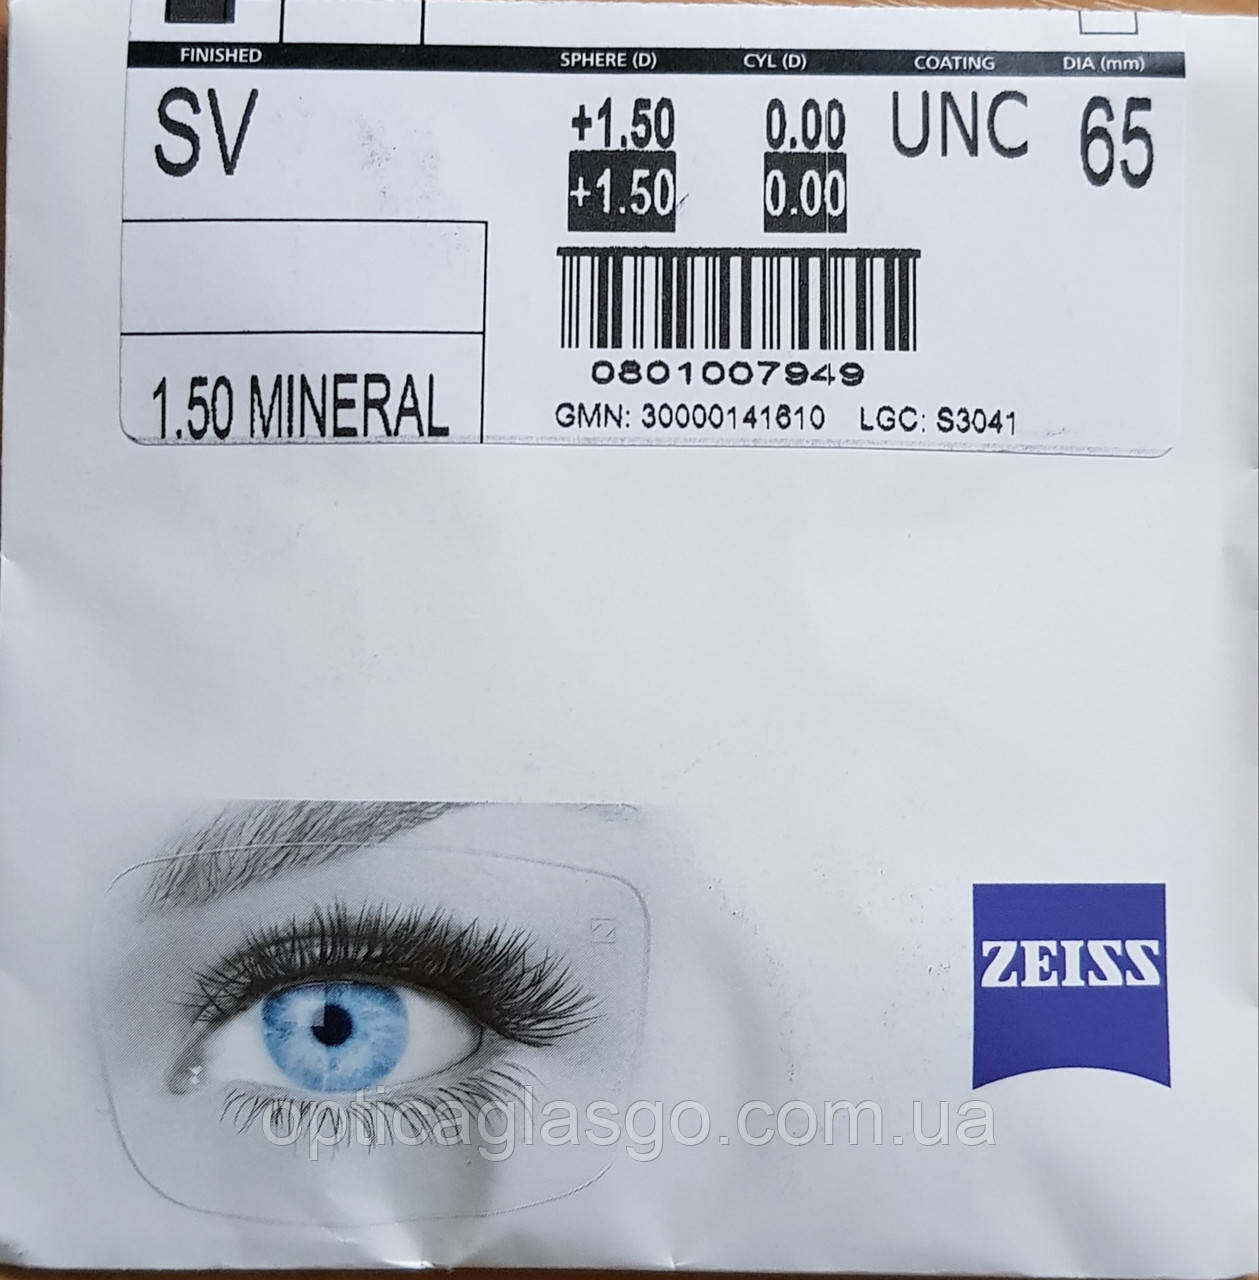 FINISHED SPHERE (D) CYL (D) COATING DIA (mm)
SV +1.50 0.00 UNC 65
+1.50 0.00
0801007949
1.50 MINERAL
GMN: 30000141610 LGC: S3041
ZEISS
opticaglasgo.com.ua